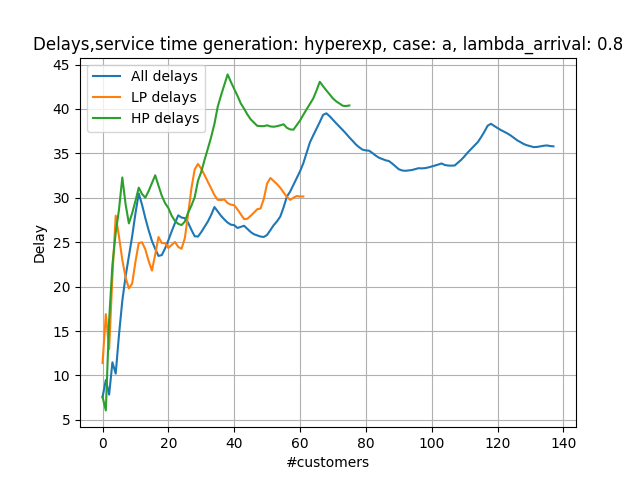 Delays,service time generation: hyperexp, case: a, lambda_arrival: 0.8
All delays
LP delays
HP delays
45
40
35
30
25
20
15
10
5
Delay
0 20 40 60 80 100 120 140
#customers